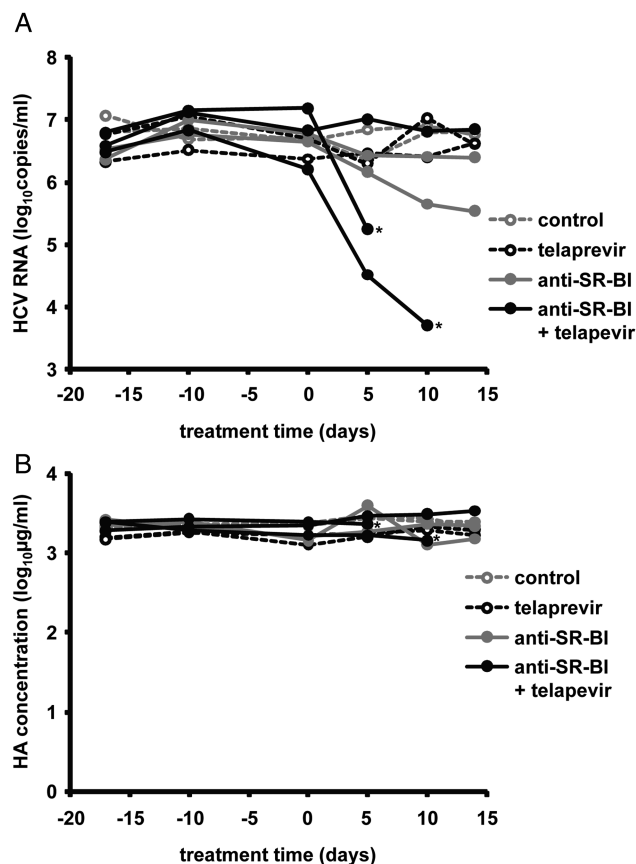 A
HCV RNA (log10copies/ml)
8
7
6
5
4
3
*
*
-20 -15 -10 -5 0 5 10 15
treatment time (days)
control
telaprevir
anti-SR-BI
anti-SR-BI
+ telapevir
B
HA concentration (log10µg/ml)
4
3
2
1
0
*
*
-20 -15 -10 -5 0 5 10 15
treatment time (days)
control
telaprevir
anti-SR-BI
anti-SR-BI
+ telapevir